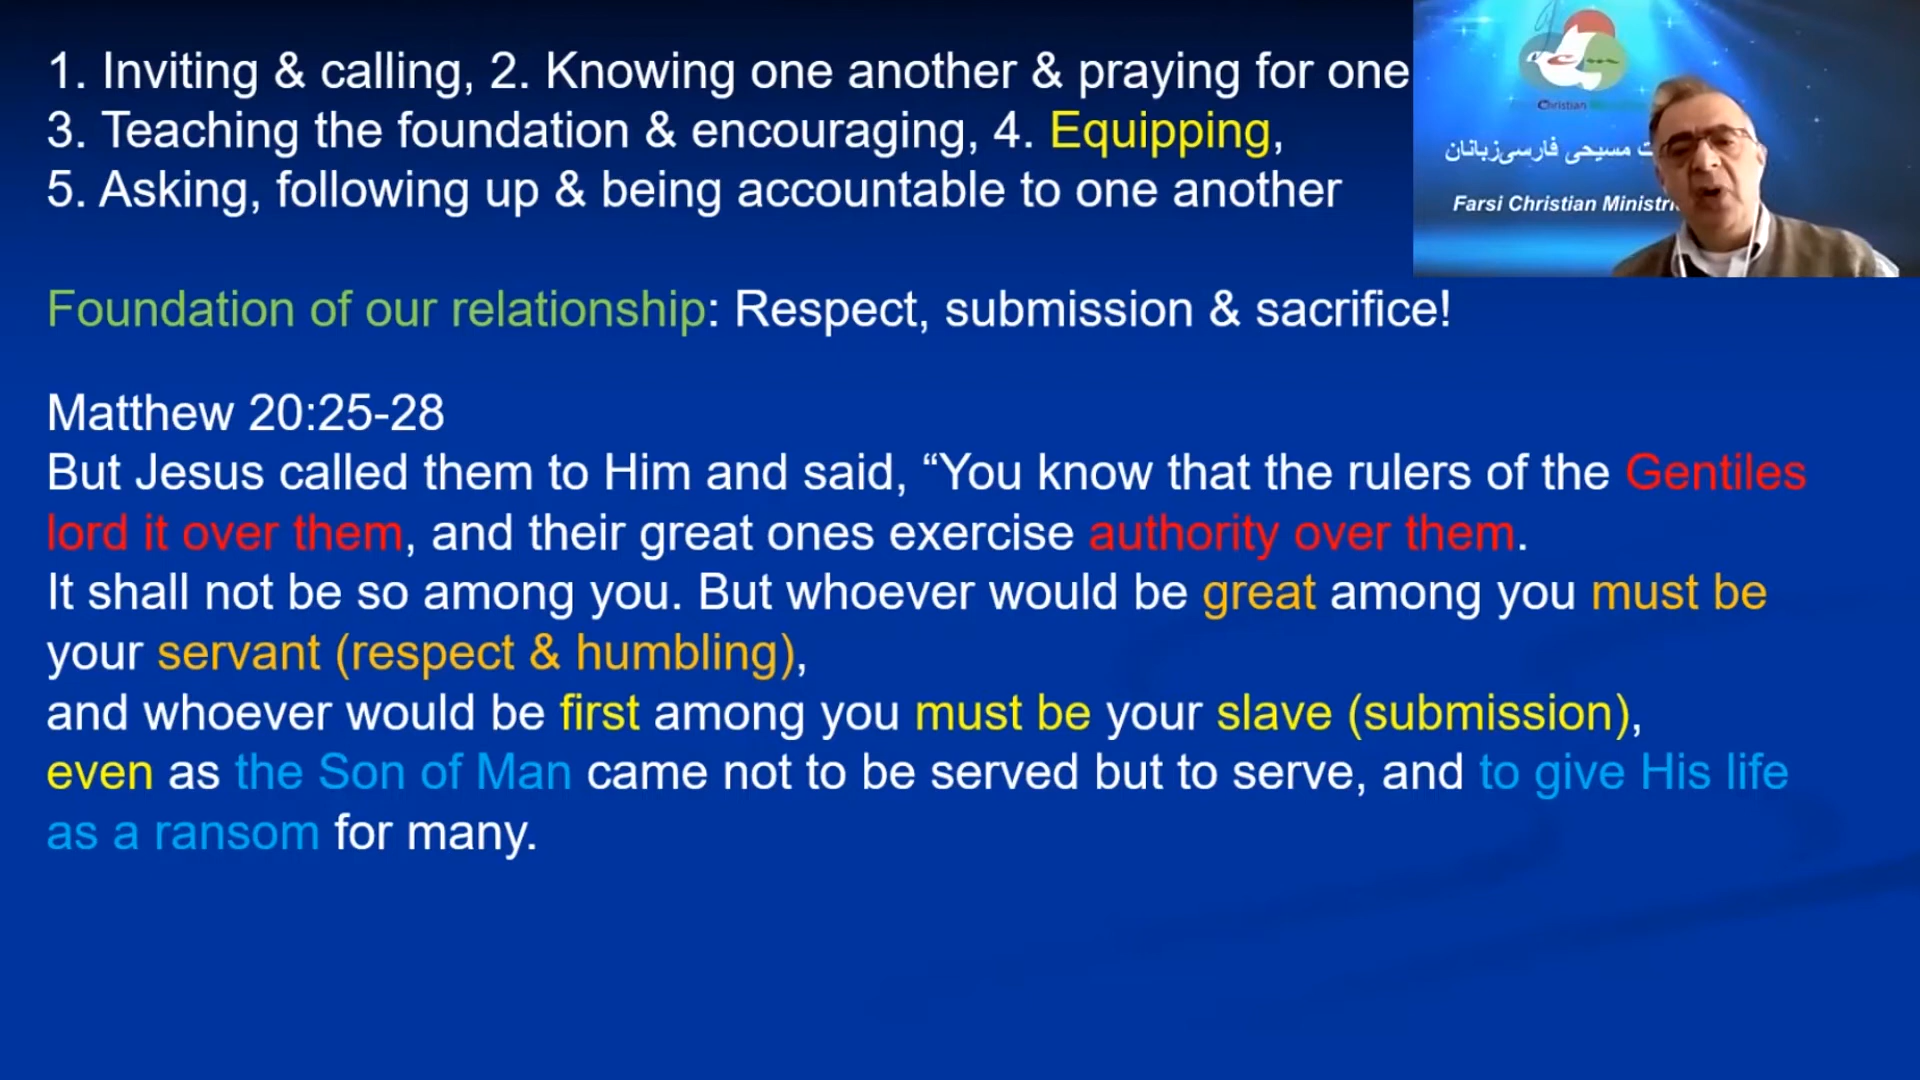 1. Inviting & calling, 2. Knowing one another & praying for one
3. Teaching the foundation & encouraging, 4. Equipping,
5. Asking, following up & being accountable to one another
Foundation of our relationship: Respect, submission & sacrifice!
Matthew 20:25-28
But Jesus called them to Him and said, “You know that the rulers of the Gentiles
lord it over them, and their great ones exercise authority over them.
It shall not be so among you. But whoever would be great among you must be
your servant (respect & humbling),
and whoever would be first among you must be your slave (submission),
even as the Son of Man came not to be served but to serve, and to give His life
as a ransom for many.
Christian
مسیحی فارسی‌زبانان
Farsi Christian